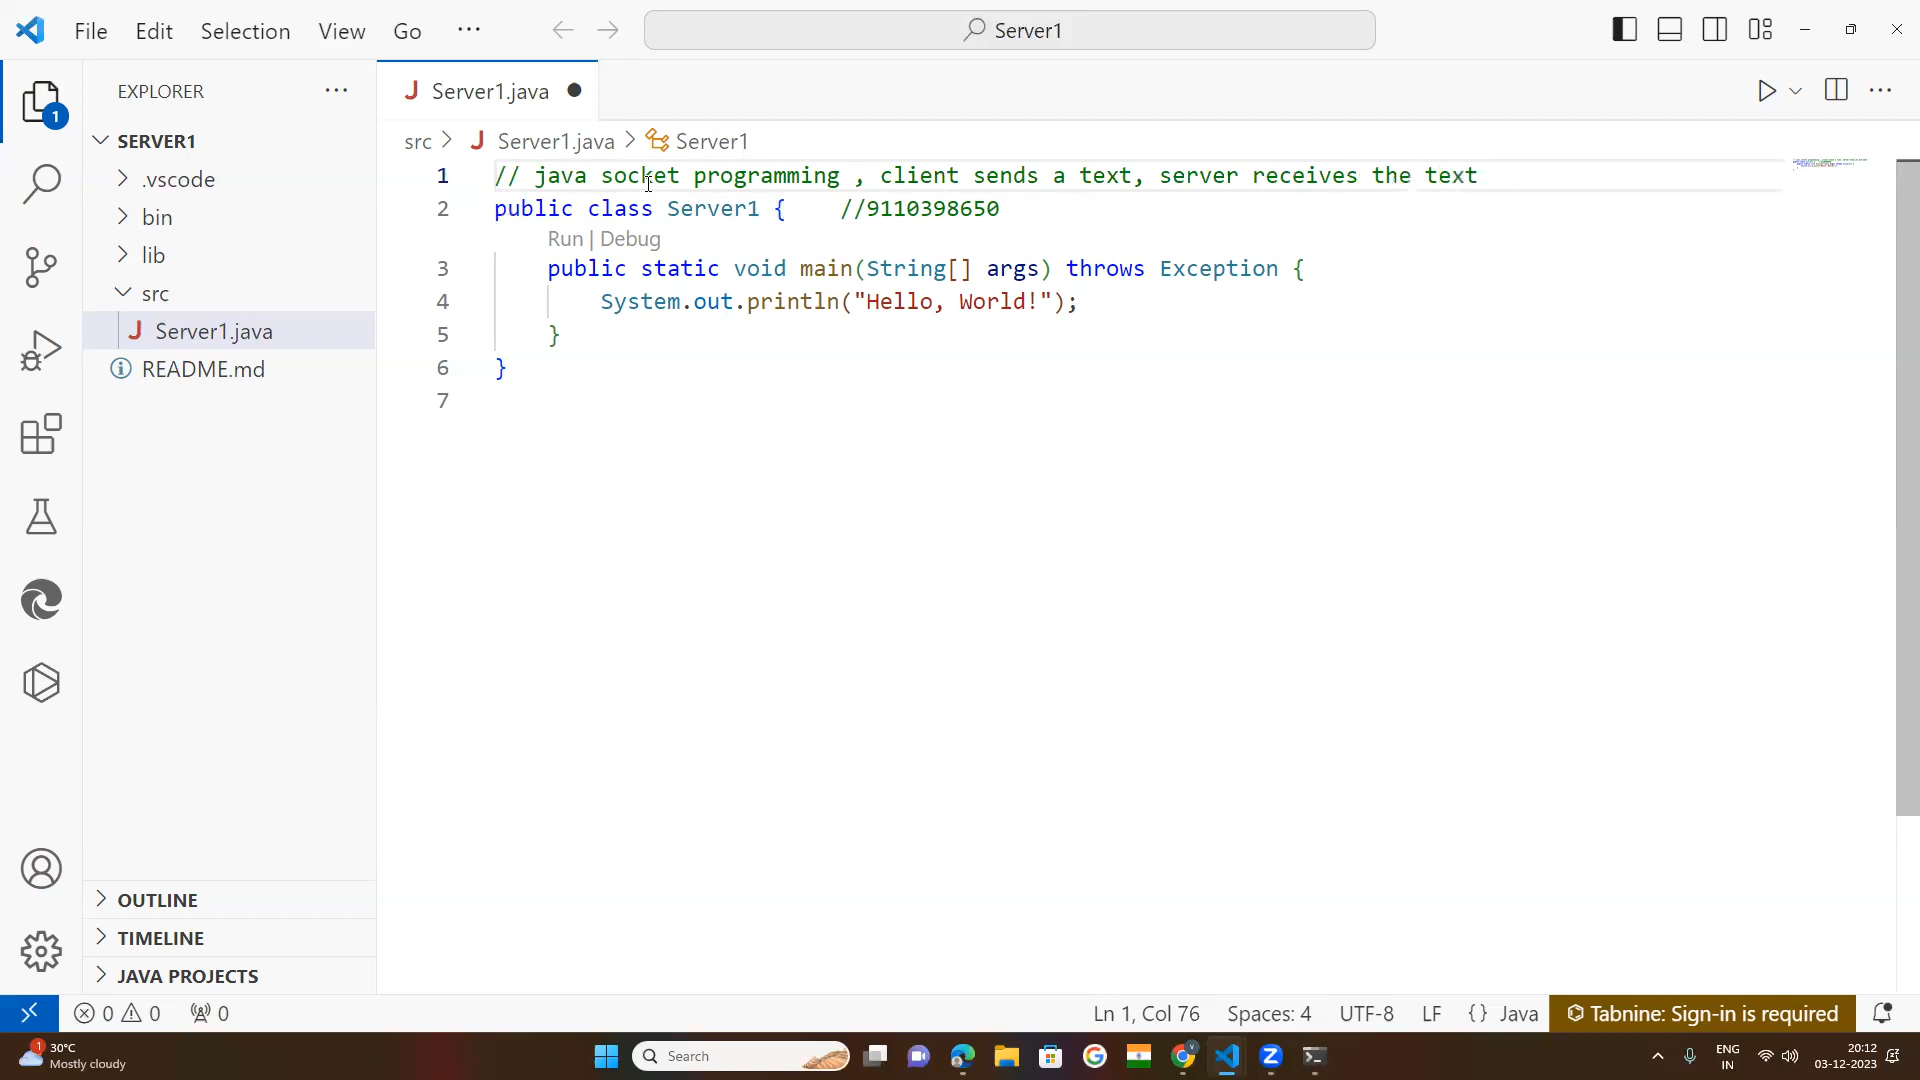 File Edit Selection View Go ··· Server1
EXPLORER ···
SERVER1
.vscode
bin
lib
src
J Server1.java
README.md
OUTLINE
TIMELINE
JAVA PROJECTS
1
J Server1.java
src > J Server1.java > Server1
1 // java socket programming , client sends a text, server receives the text
2 public class Server1 { //9110398650
Run | Debug
3 public static void main(String[] args) throws Exception {
4 System.out.println("Hello, World!");
5 }
6 }
7
0 0 0 Ln 1, Col 76 Spaces: 4 UTF-8 LF {} Java Tabnine: Sign-in is required
1 30°C
Mostly cloudy
Search
ENG
IN
20:12
03-12-2023